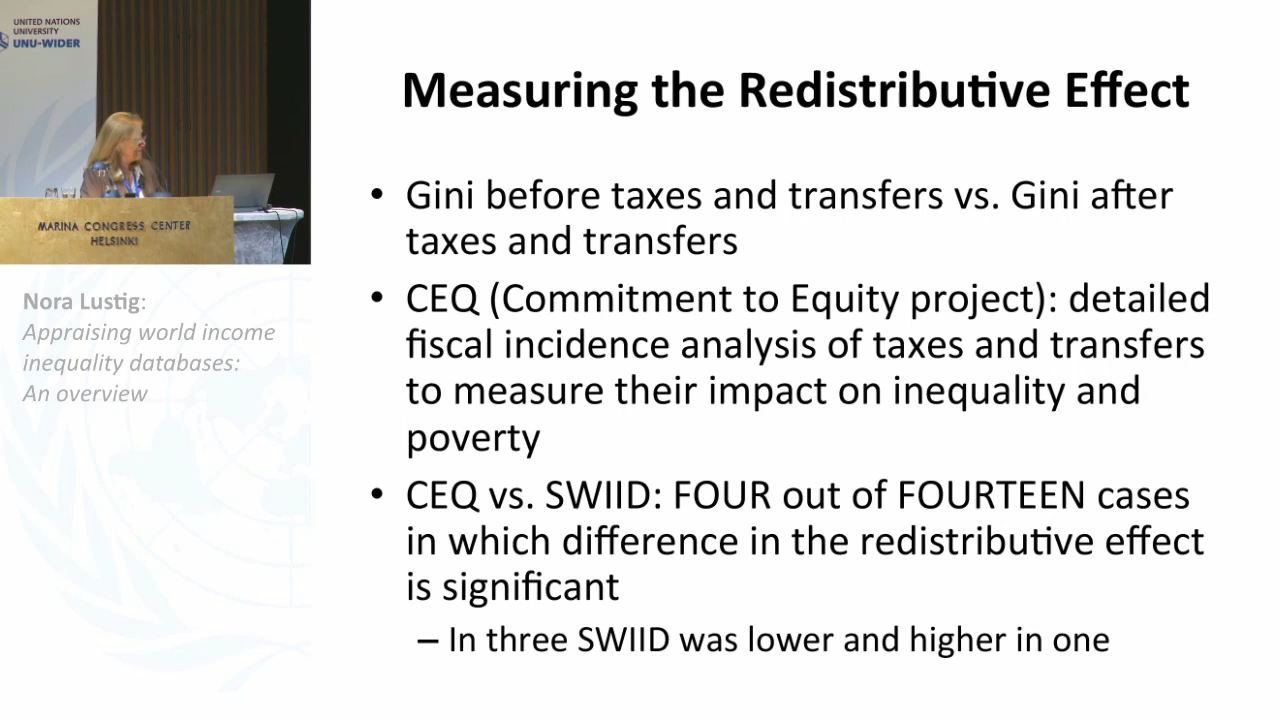 UNITED NATIONS
UNIVERSITY
UNU-WIDER
MARINA CONGRESS CENTER
HELSINKI
Nora Lustig:
Appraising world income
inequality databases:
An overview
Measuring the Redistributive Effect
• Gini before taxes and transfers vs. Gini after
taxes and transfers
• CEQ (Commitment to Equity project): detailed
fiscal incidence analysis of taxes and transfers
to measure their impact on inequality and
poverty
• CEQ vs. SWIID: FOUR out of FOURTEEN cases
in which difference in the redistributive effect
is significant
– In three SWIID was lower and higher in one